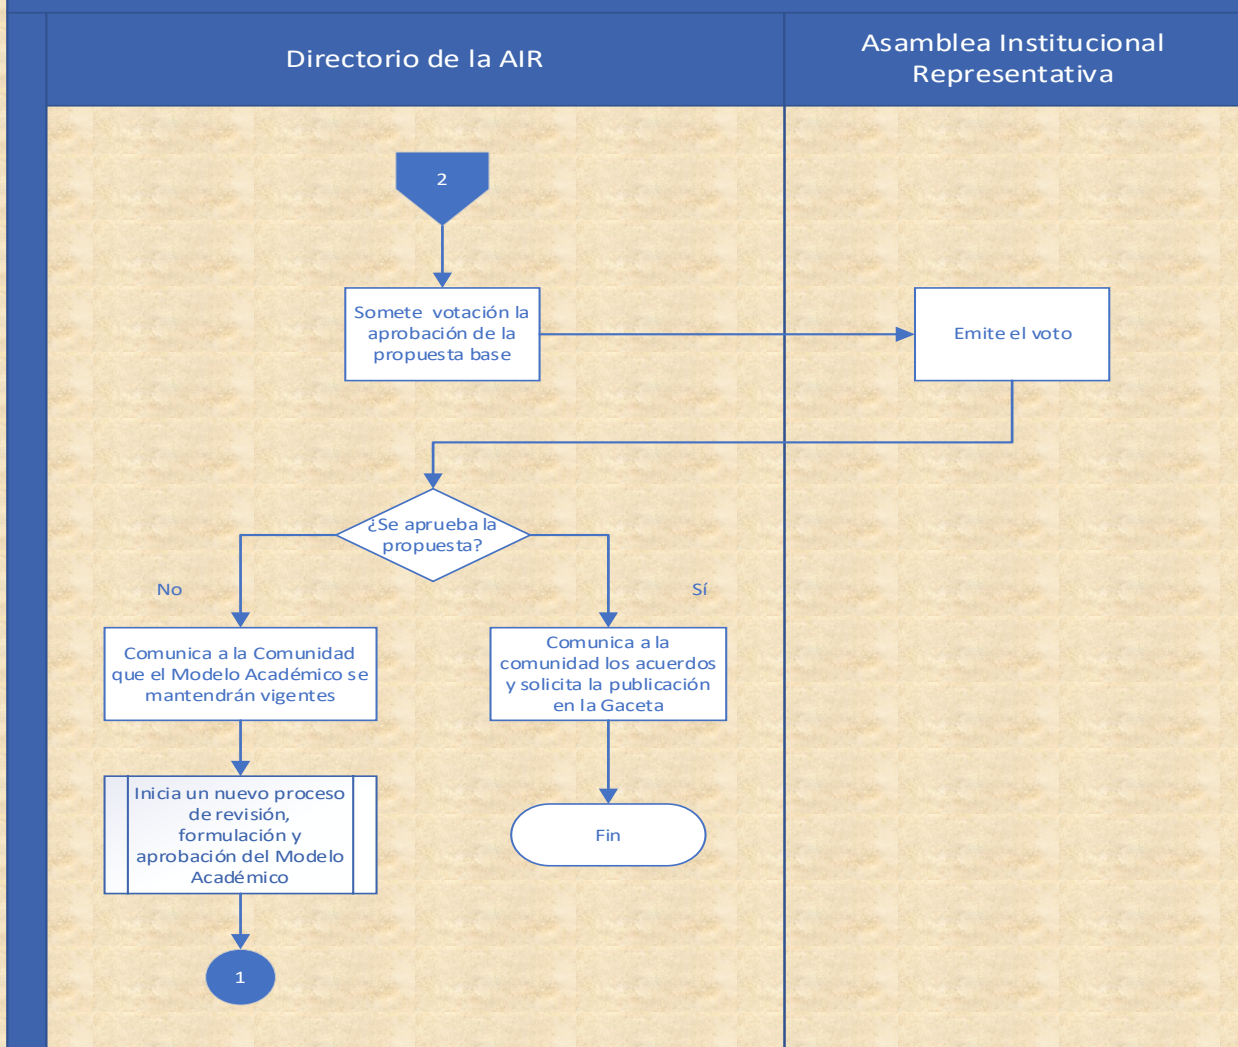 Directorio de la AIR
Asamblea Institucional
Representativa
2
Somete votación la
aprobación de la
propuesta base
Emite el voto
¿Se aprueba la
propuesta?
No
Sí
Comunica a la Comunidad
que el Modelo Académico se
mantendrán vigentes
Comunica a la
comunidad los acuerdos
y solicita la publicación
en la Gaceta
Inicia un nuevo proceso
de revisión,
formulación y
aprobación del Modelo
Académico
Fin
1